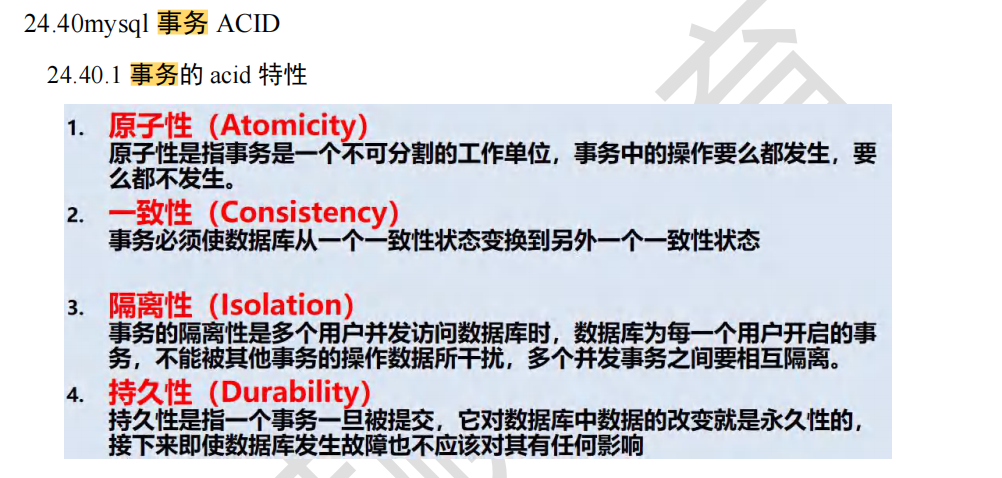 24.40mysql 事务 ACID
24.40.1 事务的 acid 特性
1. 原子性（Atomicity）
原子性是指事务是一个不可分割的工作单位，事务中的操作要么都发生，要
么都不发生。
2. 一致性（Consistency）
事务必须使数据库从一个一致性状态变换到另外一个一致性状态
3. 隔离性（Isolation）
事务的隔离性是多个用户并发访问数据库时，数据库为每一个用户开启的事
务，不能被其他事务的操作数据所干扰，多个并发事务之间要相互隔离。
4. 持久性（Durability）
持久性是指一个事务一旦被提交，它对数据库中数据的改变就是永久性的，
接下来即使数据库发生故障也不应该对其有任何影响